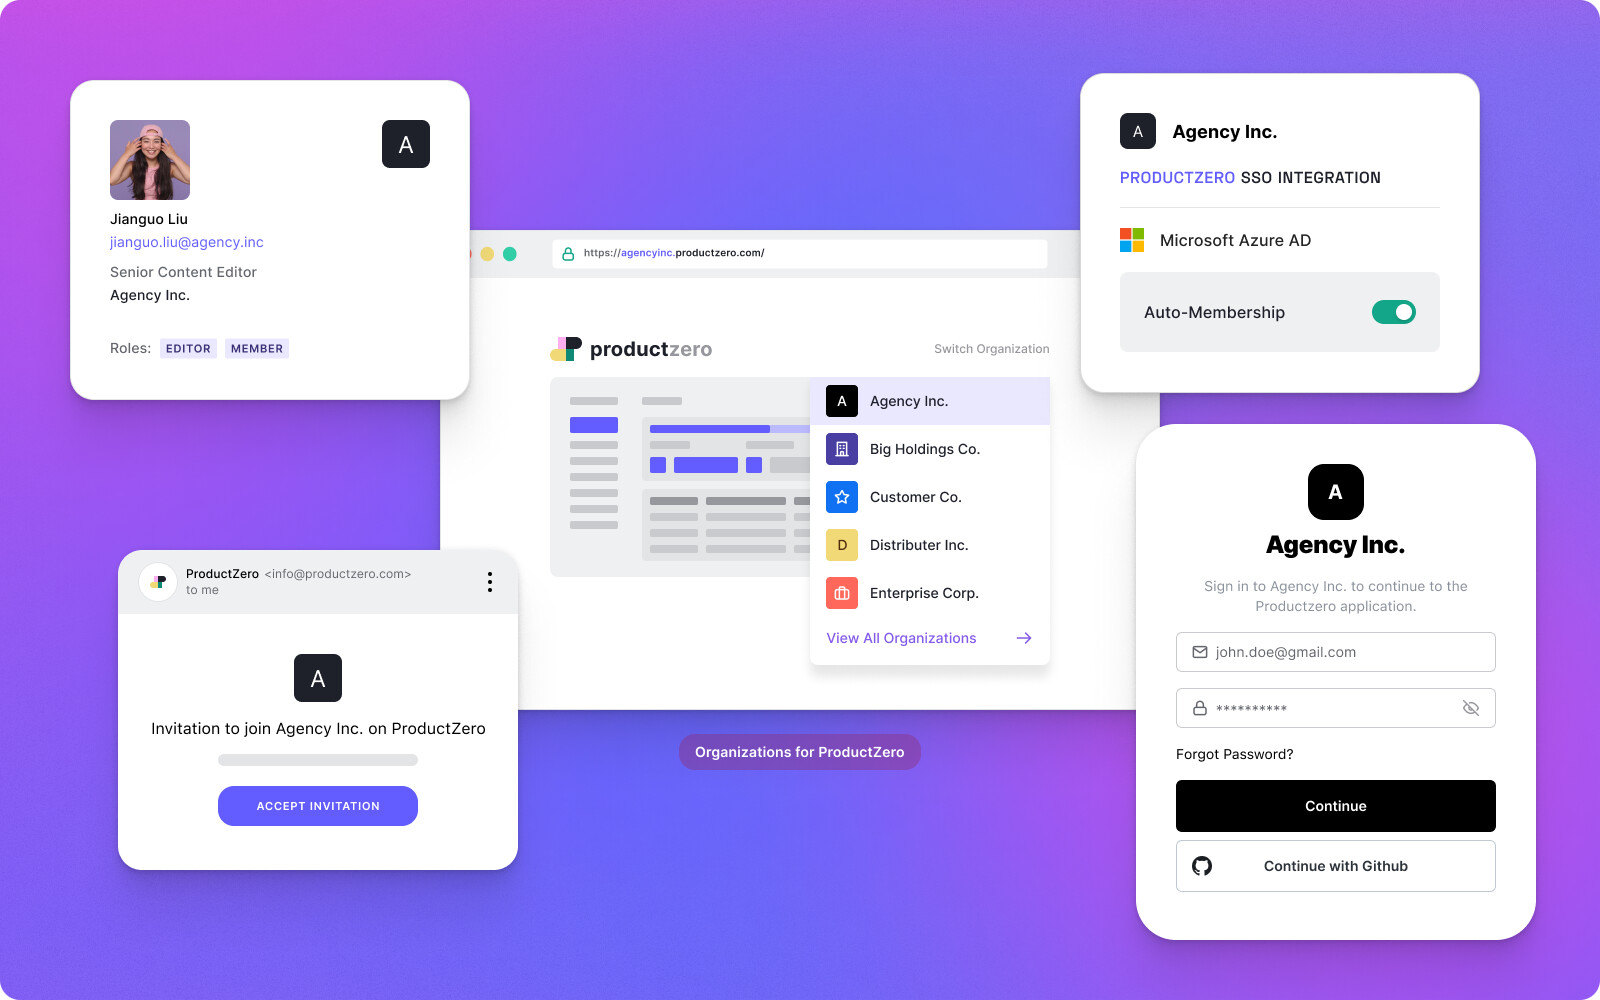 A
Jianguo Liu
jianguo.liu@agency.inc
Senior Content Editor
Agency Inc.
Roles: EDITOR MEMBER
https://agencyinc.productzero.com/
productzero
Switch Organization
A Agency Inc.
Big Holdings Co.
Customer Co.
D Distributer Inc.
Enterprise Corp.
View All Organizations
A Agency Inc.
PRODUCTZERO SSO INTEGRATION
Microsoft Azure AD
Auto-Membership
ProductZero <info@productzero.com>
to me
A
Invitation to join Agency Inc. on ProductZero
ACCEPT INVITATION
Organizations for ProductZero
A
Agency Inc.
Sign in to Agency Inc. to continue to the
Productzero application.
john.doe@gmail.com
**********
Forgot Password?
Continue
Continue with Github